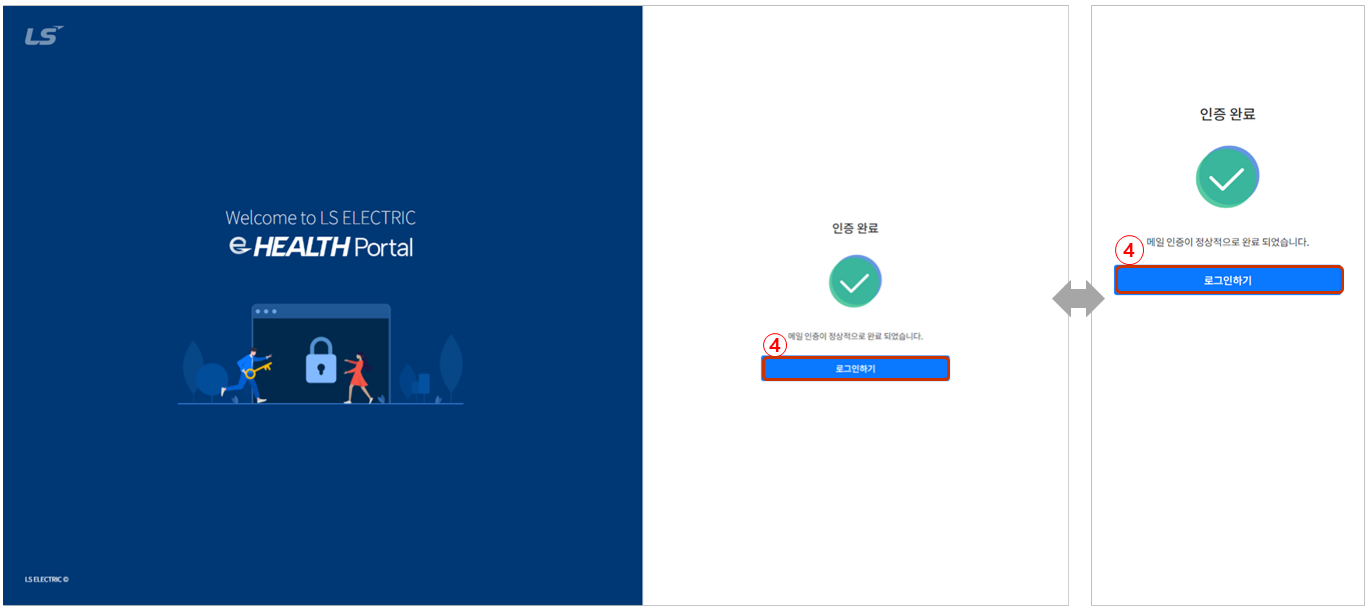 LS
Welcome to LS ELECTRIC
e-HEALTH Portal
LS ELECTRIC ©
인증 완료
메일 인증이 정상적으로 완료 되었습니다.
④
로그인하기
인증 완료
메일 인증이 정상적으로 완료 되었습니다.
④
로그인하기